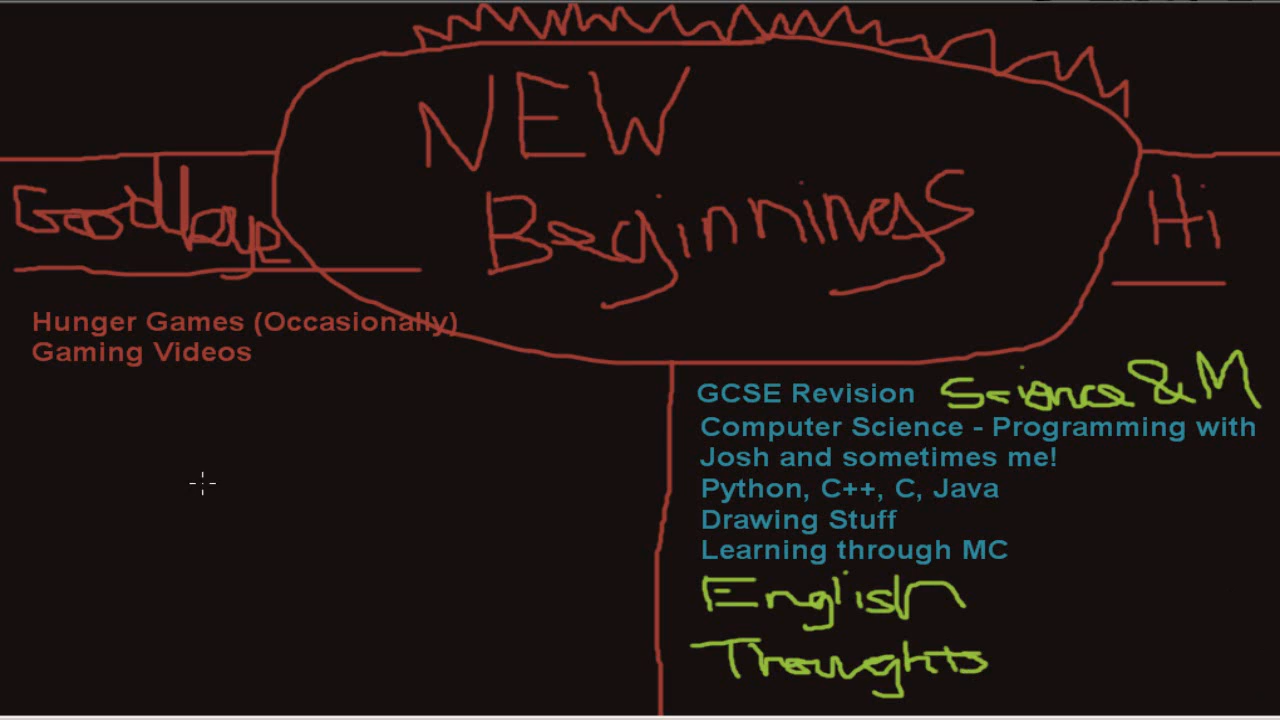 NEW
Beginnings
Goodbye
Hi
Hunger Games (Occasionally)
Gaming Videos
GCSE Revision Science & M
Computer Science - Programming with
Josh and sometimes me!
Python, C++, C, Java
Drawing Stuff
Learning through MC
English
Thoughts